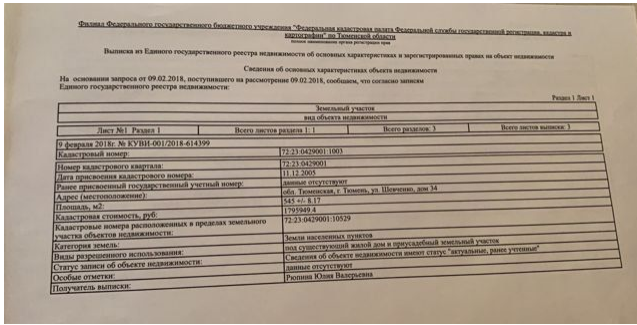 Филиал Федерального государственного бюджетного учреждения "Федеральная кадастровая палата Федеральной службы государственной регистрации, кадастра и
картографии" по Тюменской области
полное наименование органа регистрации прав
Выписка из Единого государственного реестра недвижимости об основных характеристиках и зарегистрированных правах на объект недвижимости
Сведения об основных характеристиках объекта недвижимости
На основании запроса от 09.02.2018, поступившего на рассмотрение 09.02.2018, сообщаем, что согласно записям
Единого государственного реестра недвижимости:
Раздел 1 Лист 1
Земельный участок
вид объекта недвижимости
Лист №1 Раздел 1 Всего листов раздела 1: 1 Всего разделов: 3 Всего листов выписки: 3
9 февраля 2018г. № КУВИ-001/2018-614399
Кадастровый номер: 72:23:0429001:1003
Номер кадастрового квартала: 72:23:0429001
Дата присвоения кадастрового номера: 11.12.2005
Ранее присвоенный государственный учетный номер: данные отсутствуют
Адрес (местоположение): обл. Тюменская, г. Тюмень, ул. Шевченко, дом 34
Площадь, м2: 545 +/- 8.17
Кадастровая стоимость, руб: 1795949.4
Кадастровые номера расположенных в пределах земельного участка объектов недвижимости: 72:23:0429001:10529
Категория земель: Земли населенных пунктов
Виды разрешенного использования: под существующий жилой дом и приусадебный земельный участок
Статус записи об объекте недвижимости: Сведения об объекте недвижимости имеют статус "актуальные, ранее учтенные"
Особые отметки: данные отсутствуют
Получатель выписки: Рюпина Юлия Валерьевна